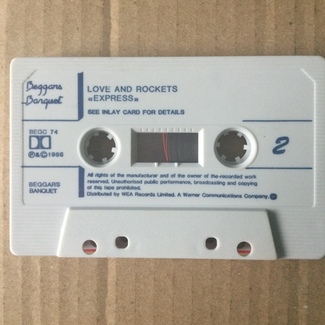 Beggars
Banquet
LOVE AND ROCKETS
«EXPRESS»
SEE INLAY CARD FOR DETAILS
BEGC 74
℗&©1986
2
BEGGARS
BANQUET
All rights of the manufacturer and of the owner of the recorded work
reserved. Unauthorised public performance, broadcasting and copying
of this tape prohibited.
Distributed by WEA Records Limited. A Warner Communications Company.